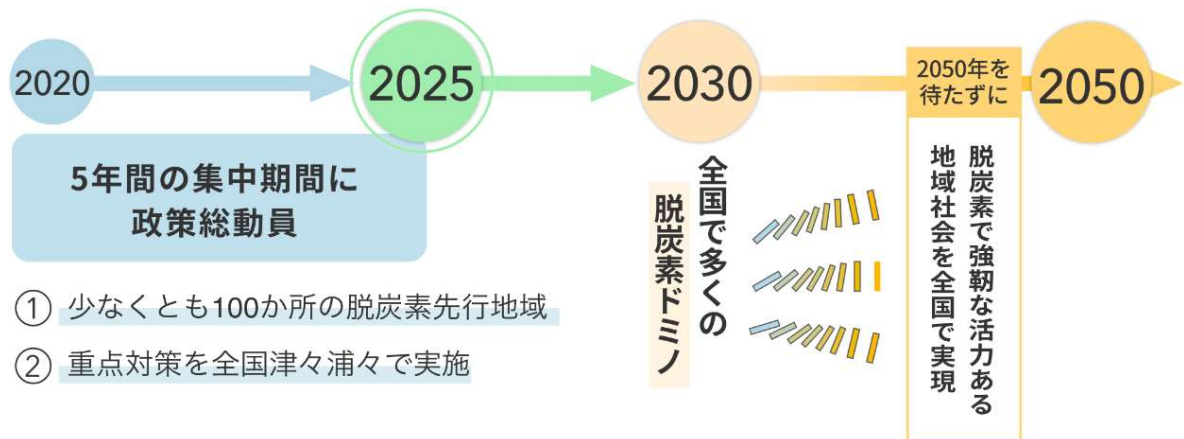 2020
2025
2030
2050年を
待たずに
2050
5年間の集中期間に
政策総動員
① 少なくとも100か所の脱炭素先行地域
② 重点対策を全国津々浦々で実施
全国で多くの
脱炭素ドミノ
脱炭素で強靭な活力ある
地域社会を全国で実現